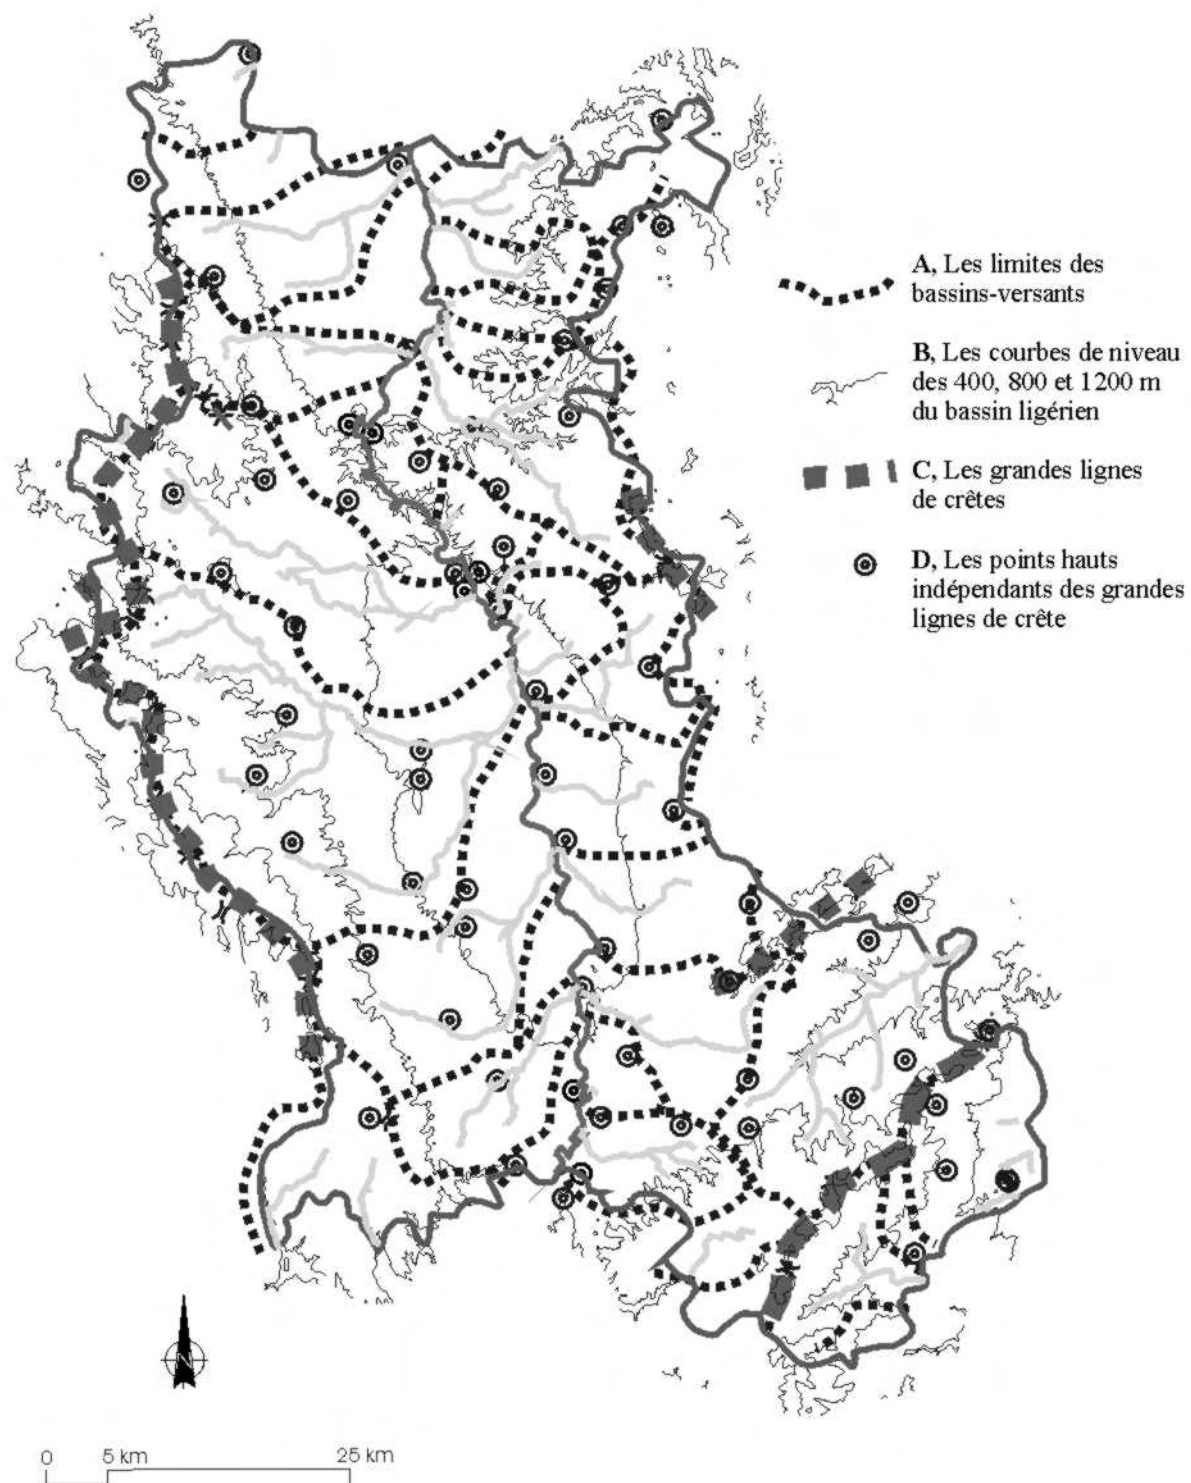 A, Les limites des
bassins-versants
B, Les courbes de niveau
des 400, 800 et 1200 m
du bassin ligérien
C, Les grandes lignes
de crêtes
D, Les points hauts
indépendants des grandes
lignes de crête
N
0 5 km 25 km